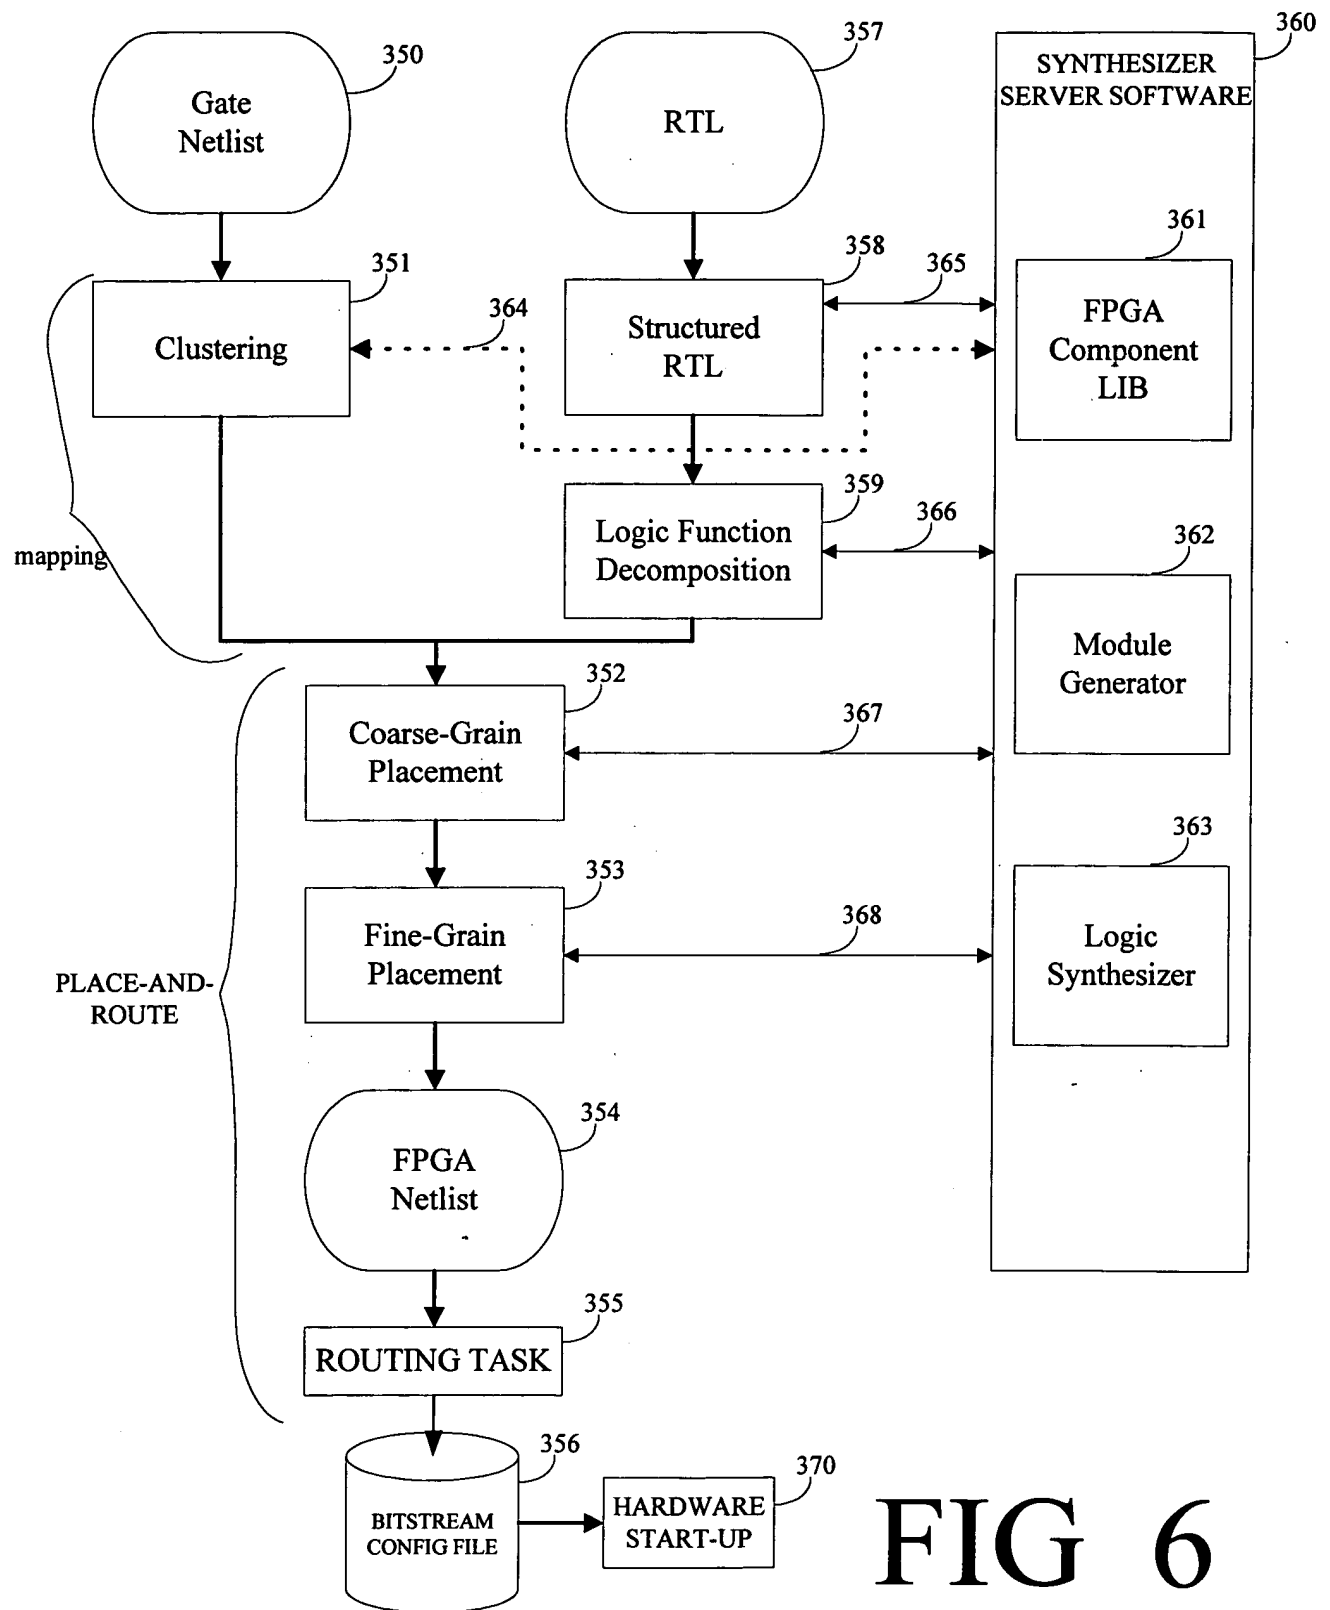 350
Gate
Netlist
357
RTL
360
SYNTHESIZER
SERVER SOFTWARE
351
Clustering
364
358
Structured
RTL
365
361
FPGA
Component
LIB
mapping
359
Logic Function
Decomposition
366
362
Module
Generator
352
Coarse-Grain
Placement
367
363
Logic
Synthesizer
353
Fine-Grain
Placement
368
PLACE-AND-
ROUTE
354
FPGA
Netlist
355
ROUTING TASK
356
BITSTREAM
CONFIG FILE
370
HARDWARE
START-UP
FIG 6